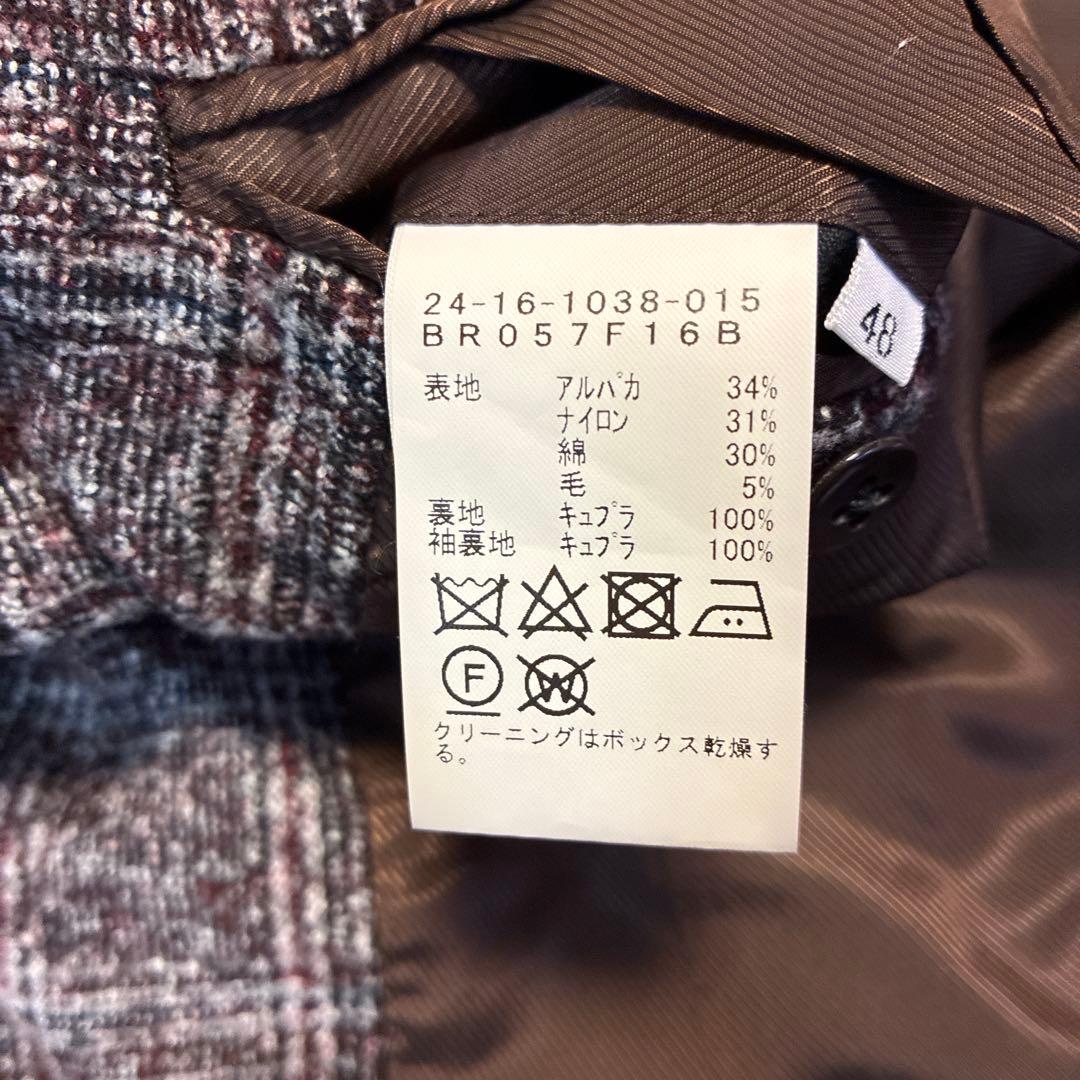 24-16-1038-015
BR057F16B
48
表地 アルパカ 34%
ナイロン 31%
綿 30%
毛 5%
裏地 キュプラ 100%
袖裏地 キュプラ 100%
F W
クリーニングはボックス乾燥す
る。